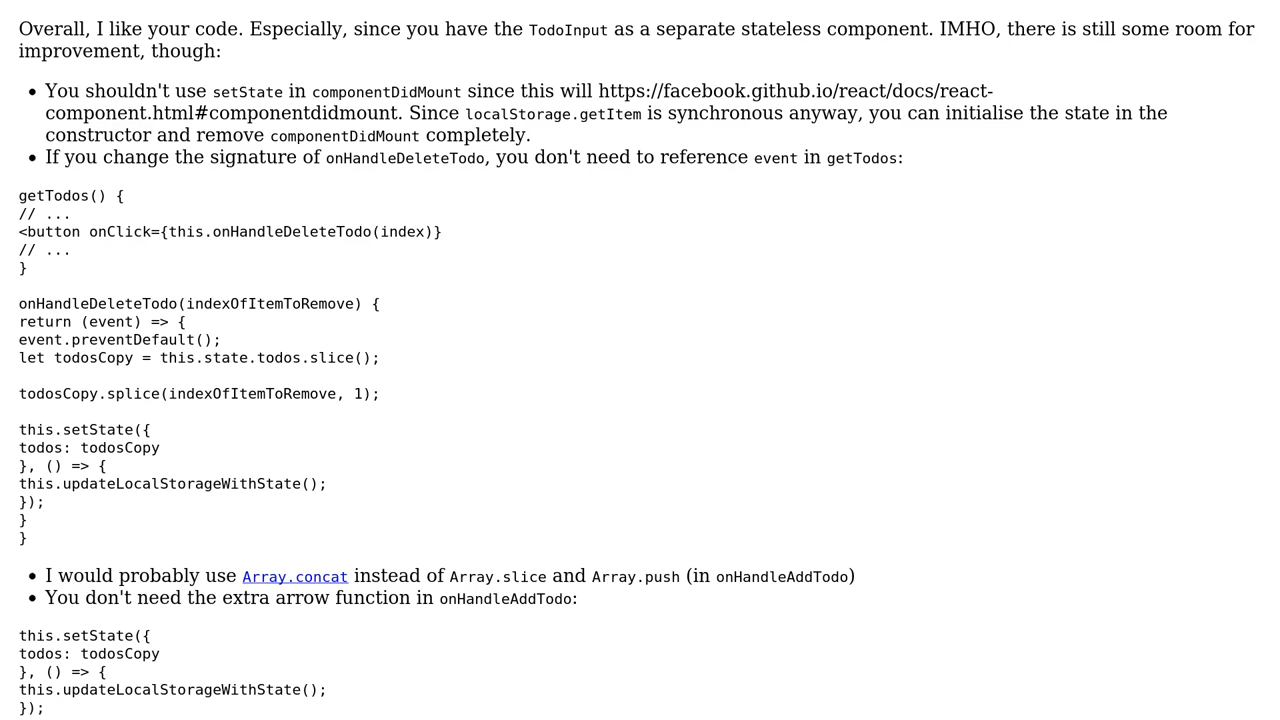 Overall, I like your code. Especially, since you have the TodoInput as a separate stateless component. IMHO, there is still some room for
improvement, though:
• You shouldn't use setState in componentDidMount since this will https://facebook.github.io/react/docs/react-
component.html#componentdidmount. Since localStorage.getItem is synchronous anyway, you can initialise the state in the
constructor and remove componentDidMount completely.
• If you change the signature of onHandleDeleteTodo, you don't need to reference event in getTodos:
getTodos() {
// ...
<button onClick={this.onHandleDeleteTodo(index)}
// ...
}
onHandleDeleteTodo(indexOfItemToRemove) {
return (event) => {
event.preventDefault();
let todosCopy = this.state.todos.slice();
todosCopy.splice(indexOfItemToRemove, 1);
this.setState({
todos: todosCopy
}, () => {
this.updateLocalStorageWithState();
});
}
}
• I would probably use Array.concat instead of Array.slice and Array.push (in onHandleAddTodo)
• You don't need the extra arrow function in onHandleAddTodo:
this.setState({
todos: todosCopy
}, () => {
this.updateLocalStorageWithState();
});